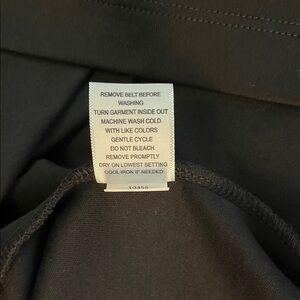 REMOVE BELT BEFORE
WASHING
TURN GARMENT INSIDE OUT
MACHINE WASH COLD
WITH LIKE COLORS
GENTLE CYCLE
DO NOT BLEACH
REMOVE PROMPTLY
DRY ON LOWEST SETTING
COOL IRON IF NEEDED